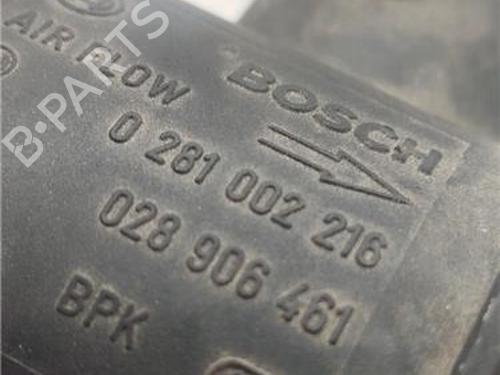 AIR FLOW
BOSCH
0 281 002 216
028 906 461
BPK
B-PARTS